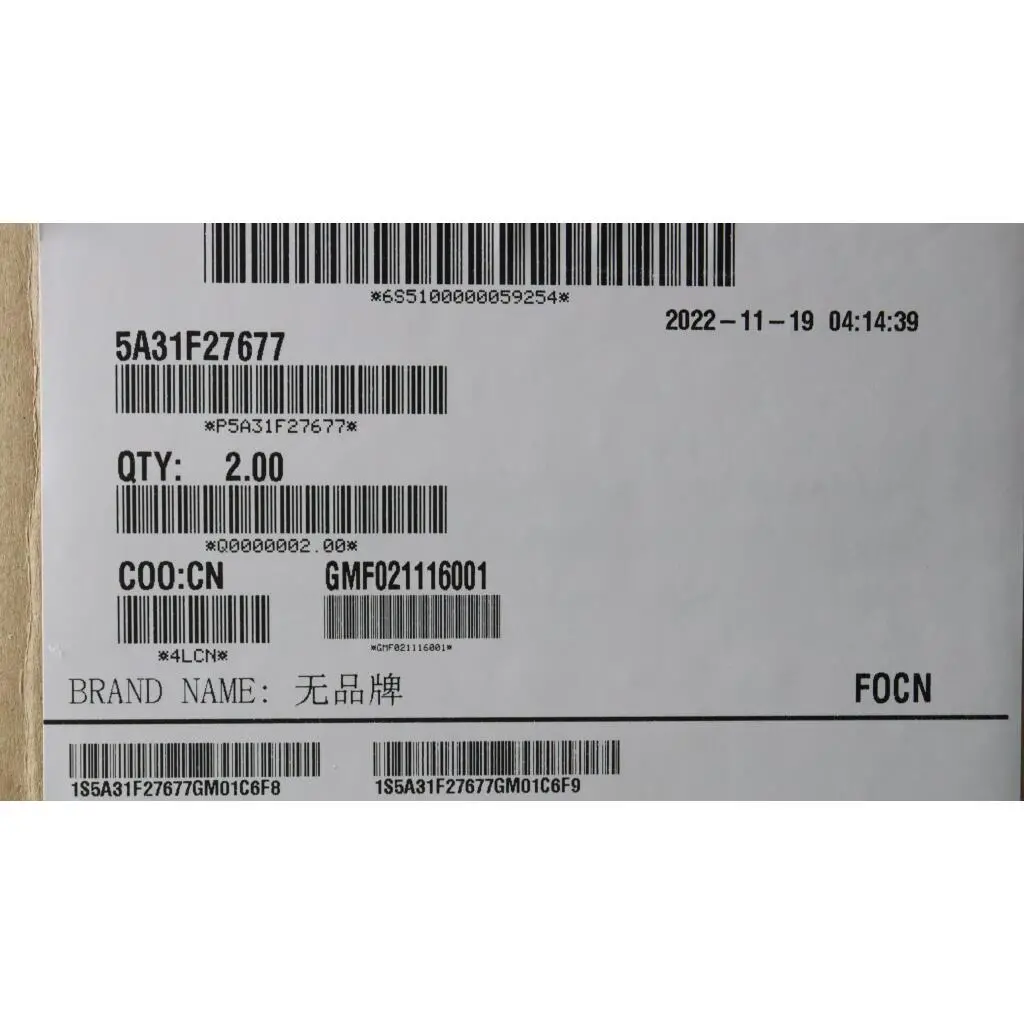 *6S5100000059254*
2022-11-19 04:14:39
5A31F27677
*P5A31F27677*
QTY: 2.00
*Q0000002.00*
COO:CN GMF021116001
*4LCN* *GMF021116001*
BRAND NAME: 无品牌 FOCN
1S5A31F27677GM01C6F8 1S5A31F27677GM01C6F9